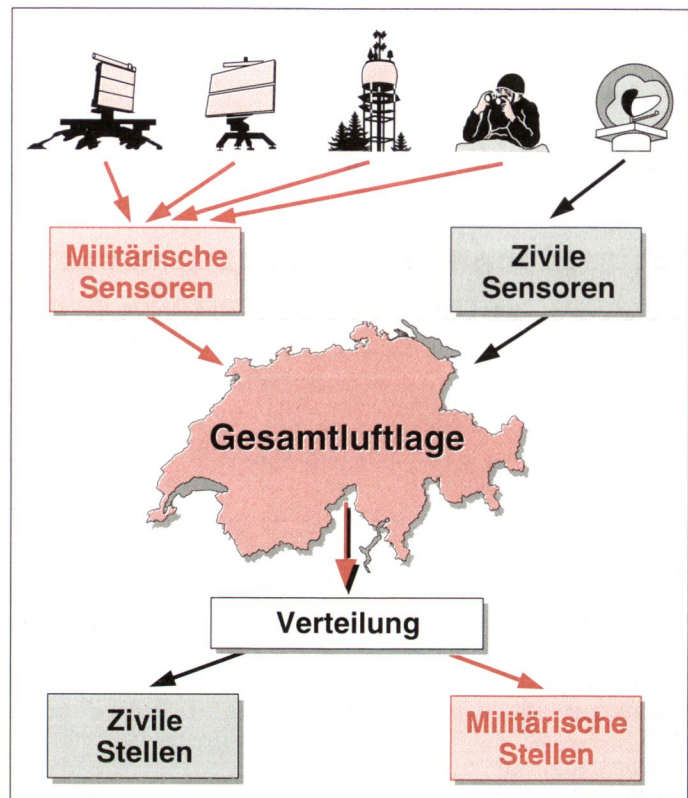 Militärische
Sensoren
Zivile
Sensoren
Gesamtluftlage
Verteilung
Zivile
Stellen
Militärische
Stellen